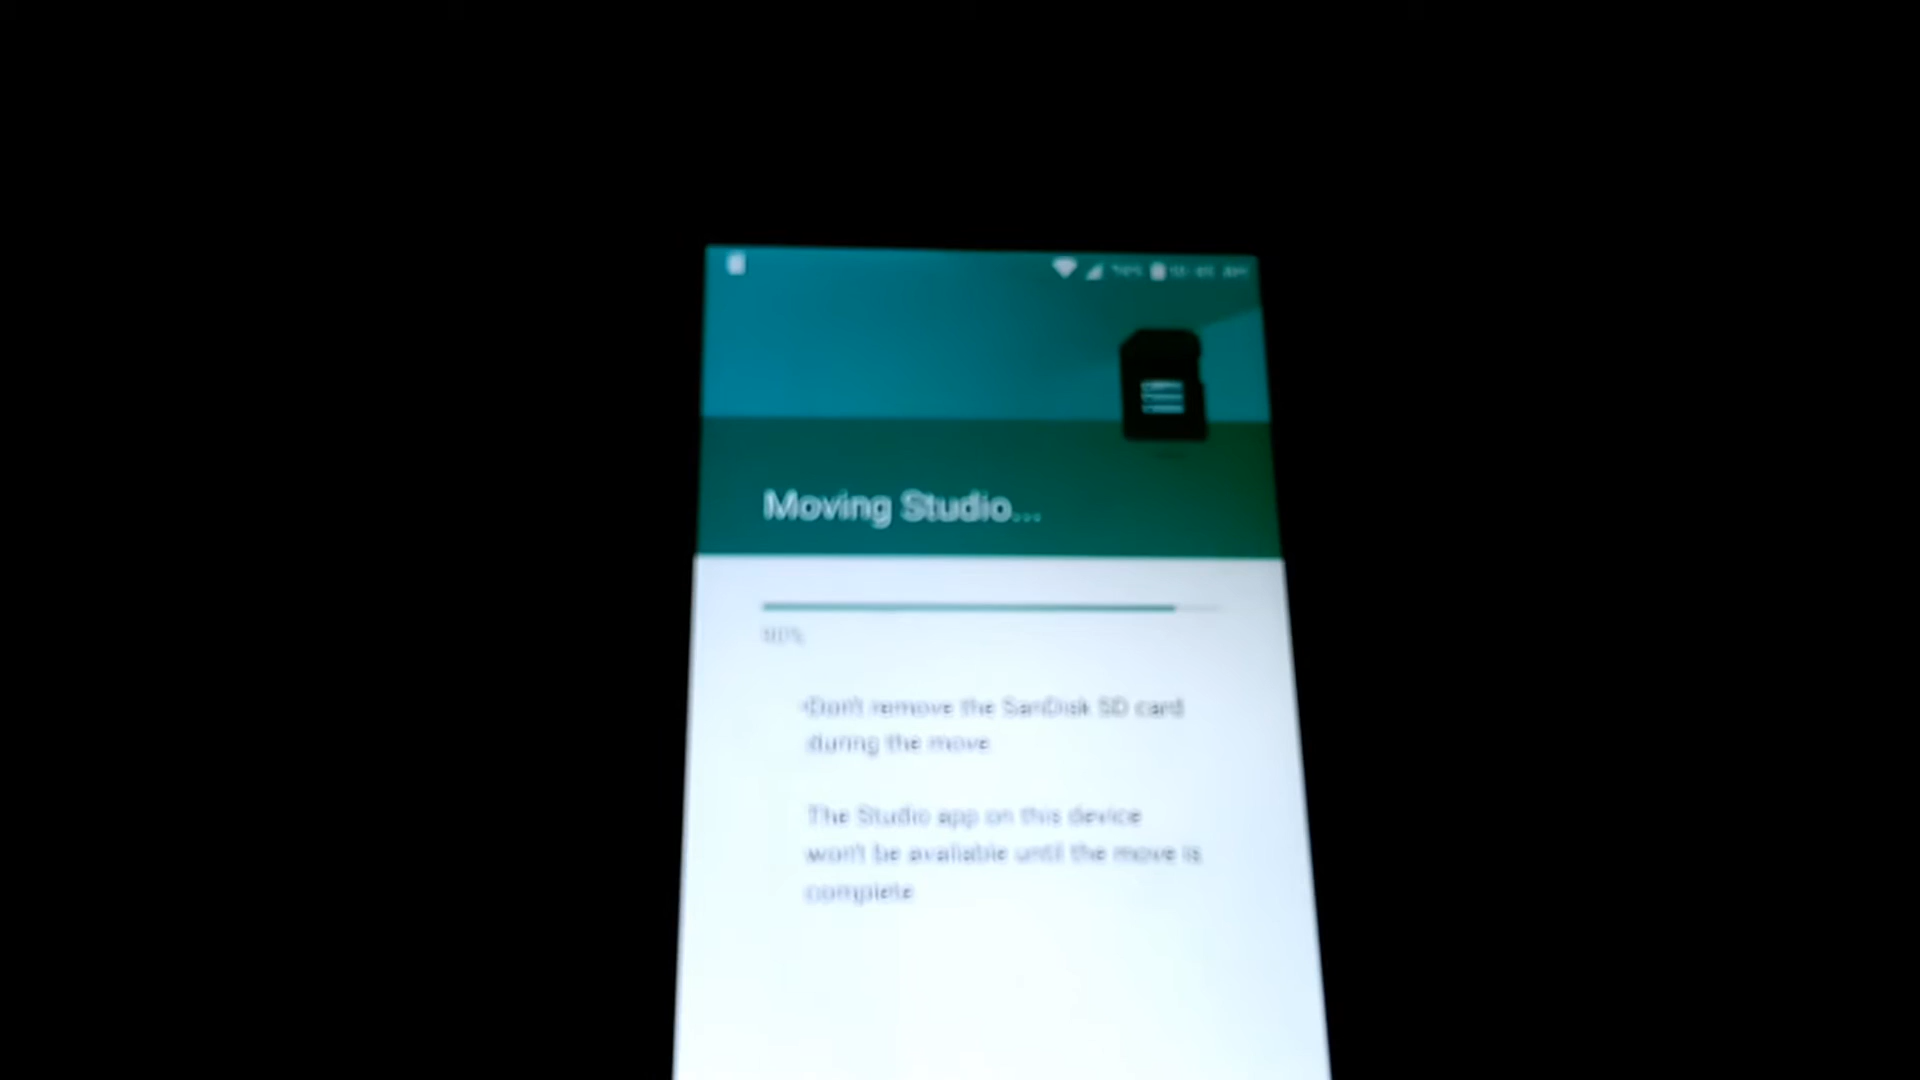 Moving Studio...
90%
Don't remove the SanDisk SD card
during the move
The Studio app on this device
won't be available until the move is
complete